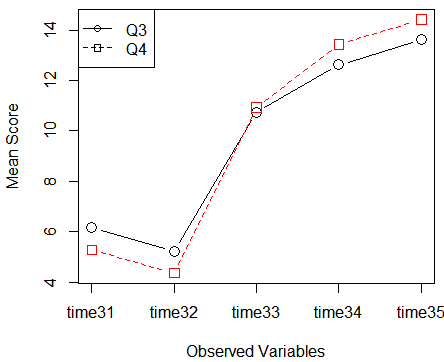 Q3
Q4
14
12
10
8
6
4
Mean Score
time31 time32 time33 time34 time35
Observed Variables